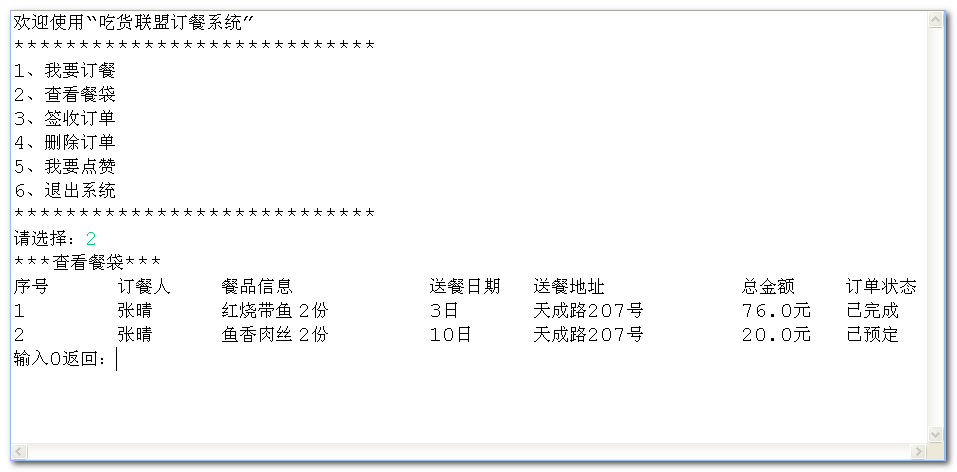 欢迎使用“吃货联盟订餐系统”
****************************
1、我要订餐
2、查看餐袋
3、签收订单
4、删除订单
5、我要点赞
6、退出系统
****************************
请选择：2
***查看餐袋***
序号 订餐人 餐品信息 送餐日期 送餐地址 总金额 订单状态
1 张晴 红烧带鱼 2份 3日 天成路207号 76.0元 已完成
2 张晴 鱼香肉丝 2份 10日 天成路207号 20.0元 已预定
输入0返回：